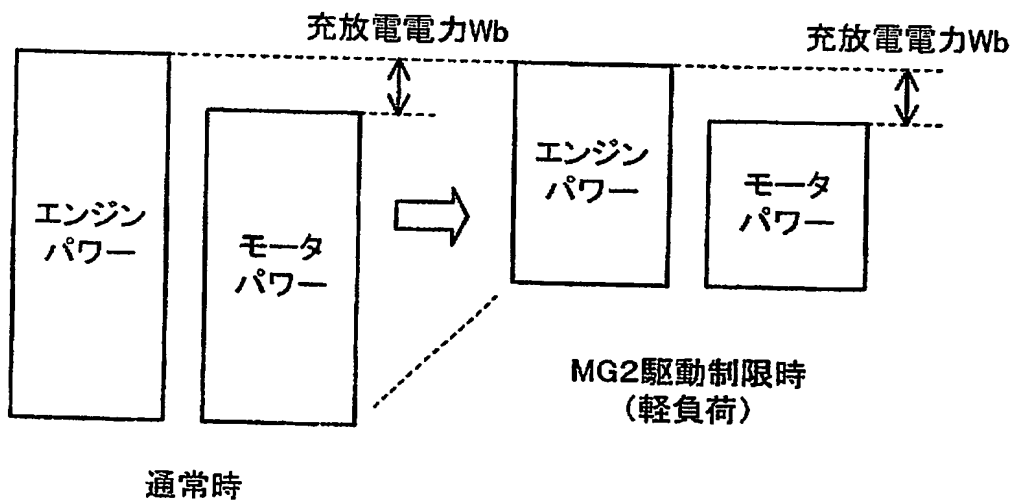 充放電電力Wb
エンジン
パワー
モータ
パワー
通常時
充放電電力Wb
エンジン
パワー
モータ
パワー
MG2駆動制限時
(軽負荷)